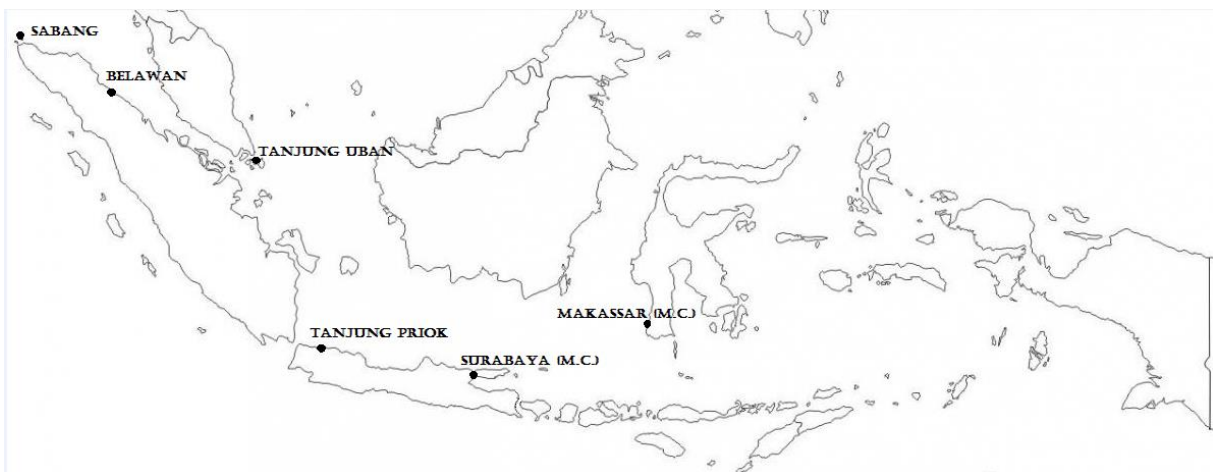 SABANG
BELAWAN
TANJUNG UBAN
MAKASSAR (M.C.)
TANJUNG PRIOK
SURABAYA (M.C.)